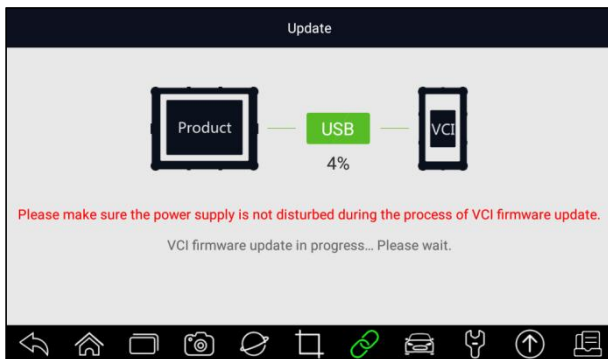 Update
Product
USB
VCI
4%
Please make sure the power supply is not disturbed during the process of VCI firmware update.
VCI firmware update in progress... Please wait.